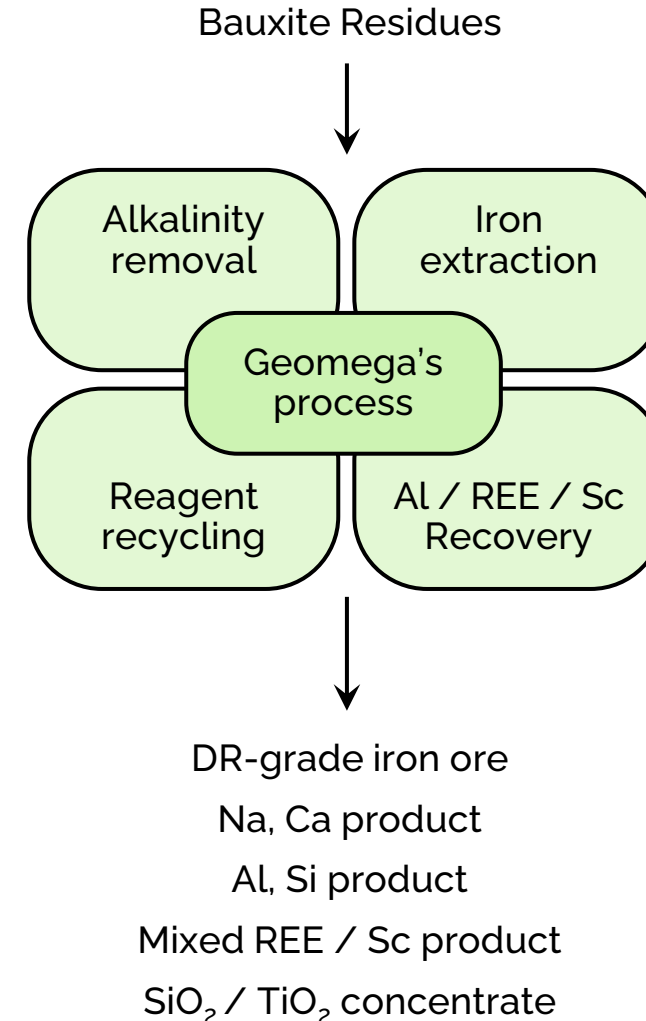 Bauxite Residues
Alkalinity
removal
Iron
extraction
Geomega's
process
Reagent
recycling
Al / REE / Sc
Recovery
DR-grade iron ore
Na, Ca product
Al, Si product
Mixed REE / Sc product
SiO₂ / TiO₂ concentrate